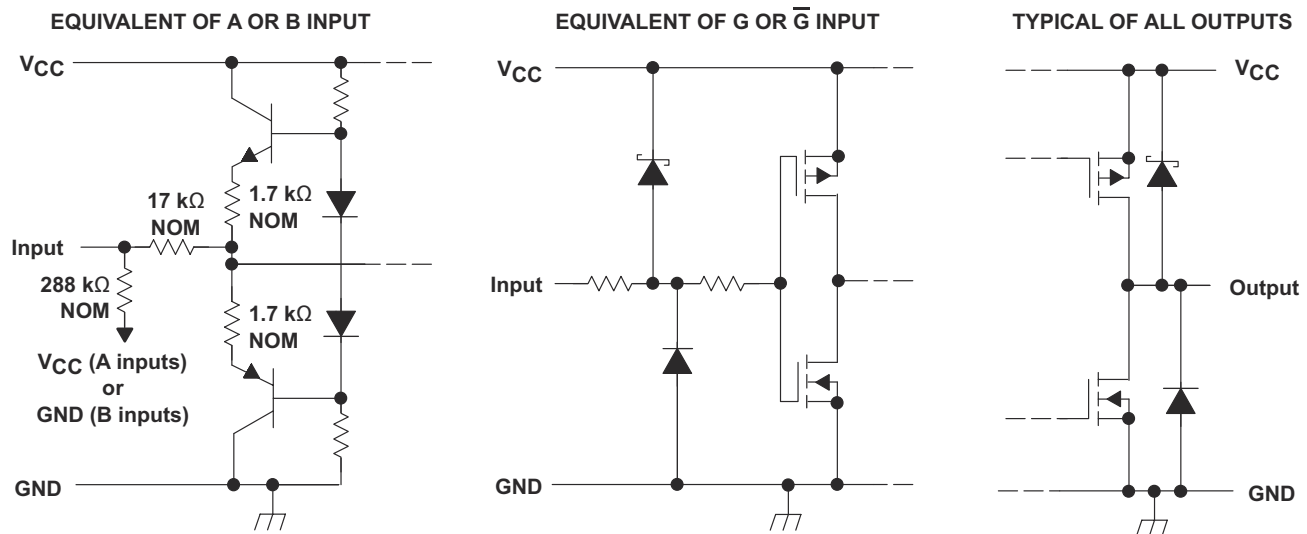 EQUIVALENT OF A OR B INPUT
VCC
17 kΩ
NOM
1.7 kΩ
NOM
Input
288 kΩ
NOM
1.7 kΩ
NOM
VCC (A inputs)
or
GND (B inputs)
GND
EQUIVALENT OF G OR G̅ INPUT
VCC
Input
GND
TYPICAL OF ALL OUTPUTS
VCC
Output
GND